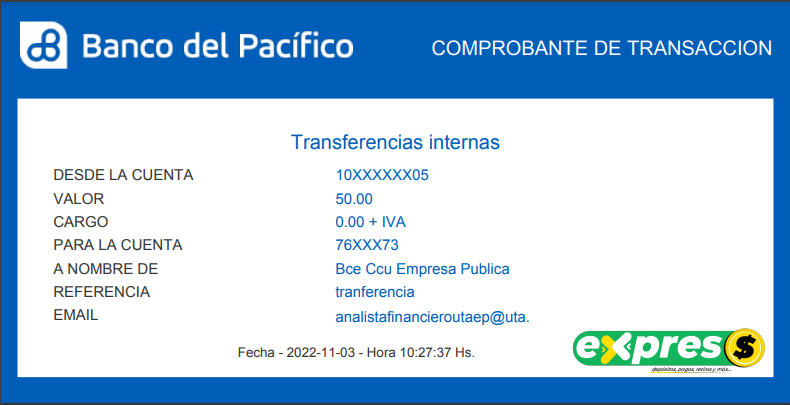 Banco del Pacífico
COMPROBANTE DE TRANSACCION
Transferencias internas
DESDE LA CUENTA 10XXXXXX05
VALOR 50.00
CARGO 0.00 + IVA
PARA LA CUENTA 76XXX73
A NOMBRE DE Bce Ccu Empresa Publica
REFERENCIA tranferencia
EMAIL analistafinancieroutaep@uta.
Fecha - 2022-11-03 - Hora 10:27:37 Hs.
expres$
depósitos, pagos, retiros y más...